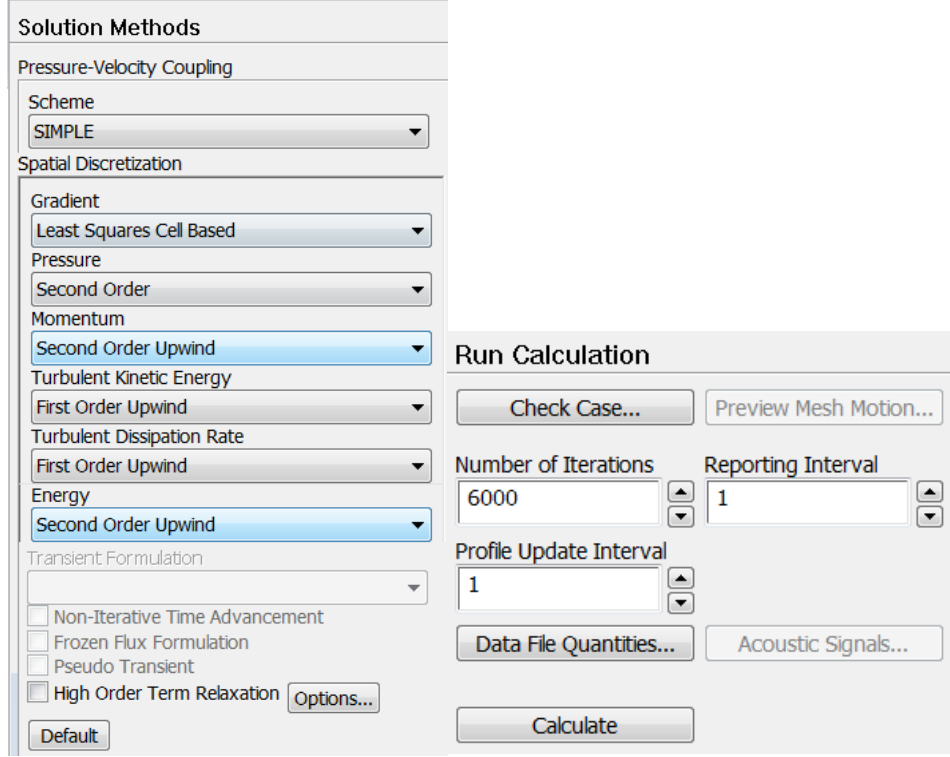 Solution Methods
Pressure-Velocity Coupling
Scheme
SIMPLE
Spatial Discretization
Gradient
Least Squares Cell Based
Pressure
Second Order
Momentum
Second Order Upwind
Turbulent Kinetic Energy
First Order Upwind
Turbulent Dissipation Rate
First Order Upwind
Energy
Second Order Upwind
Transient Formulation
Non-Iterative Time Advancement
Frozen Flux Formulation
Pseudo Transient
High Order Term Relaxation Options...
Default
Run Calculation
Check Case... Preview Mesh Motion...
Number of Iterations Reporting Interval
6000 1
Profile Update Interval
1
Data File Quantities... Acoustic Signals...
Calculate